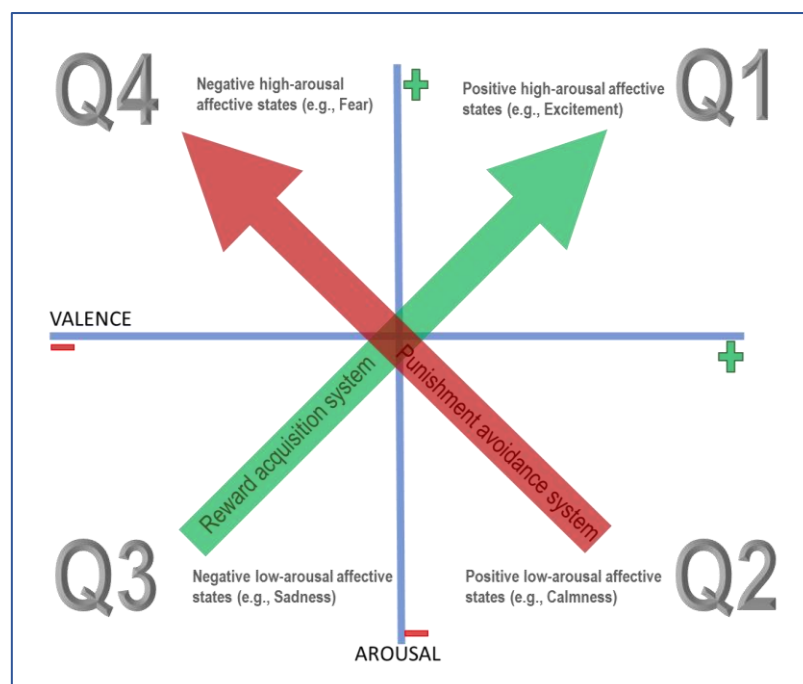 Q4
Negative high-arousal
affective states (e.g., Fear)
Positive high-arousal affective
states (e.g., Excitement)
Q1
VALENCE
Reward acquisition system
Punishment avoidance system
Q3
Negative low-arousal affective
states (e.g., Sadness)
Positive low-arousal affective
states (e.g., Calmness)
Q2
AROUSAL